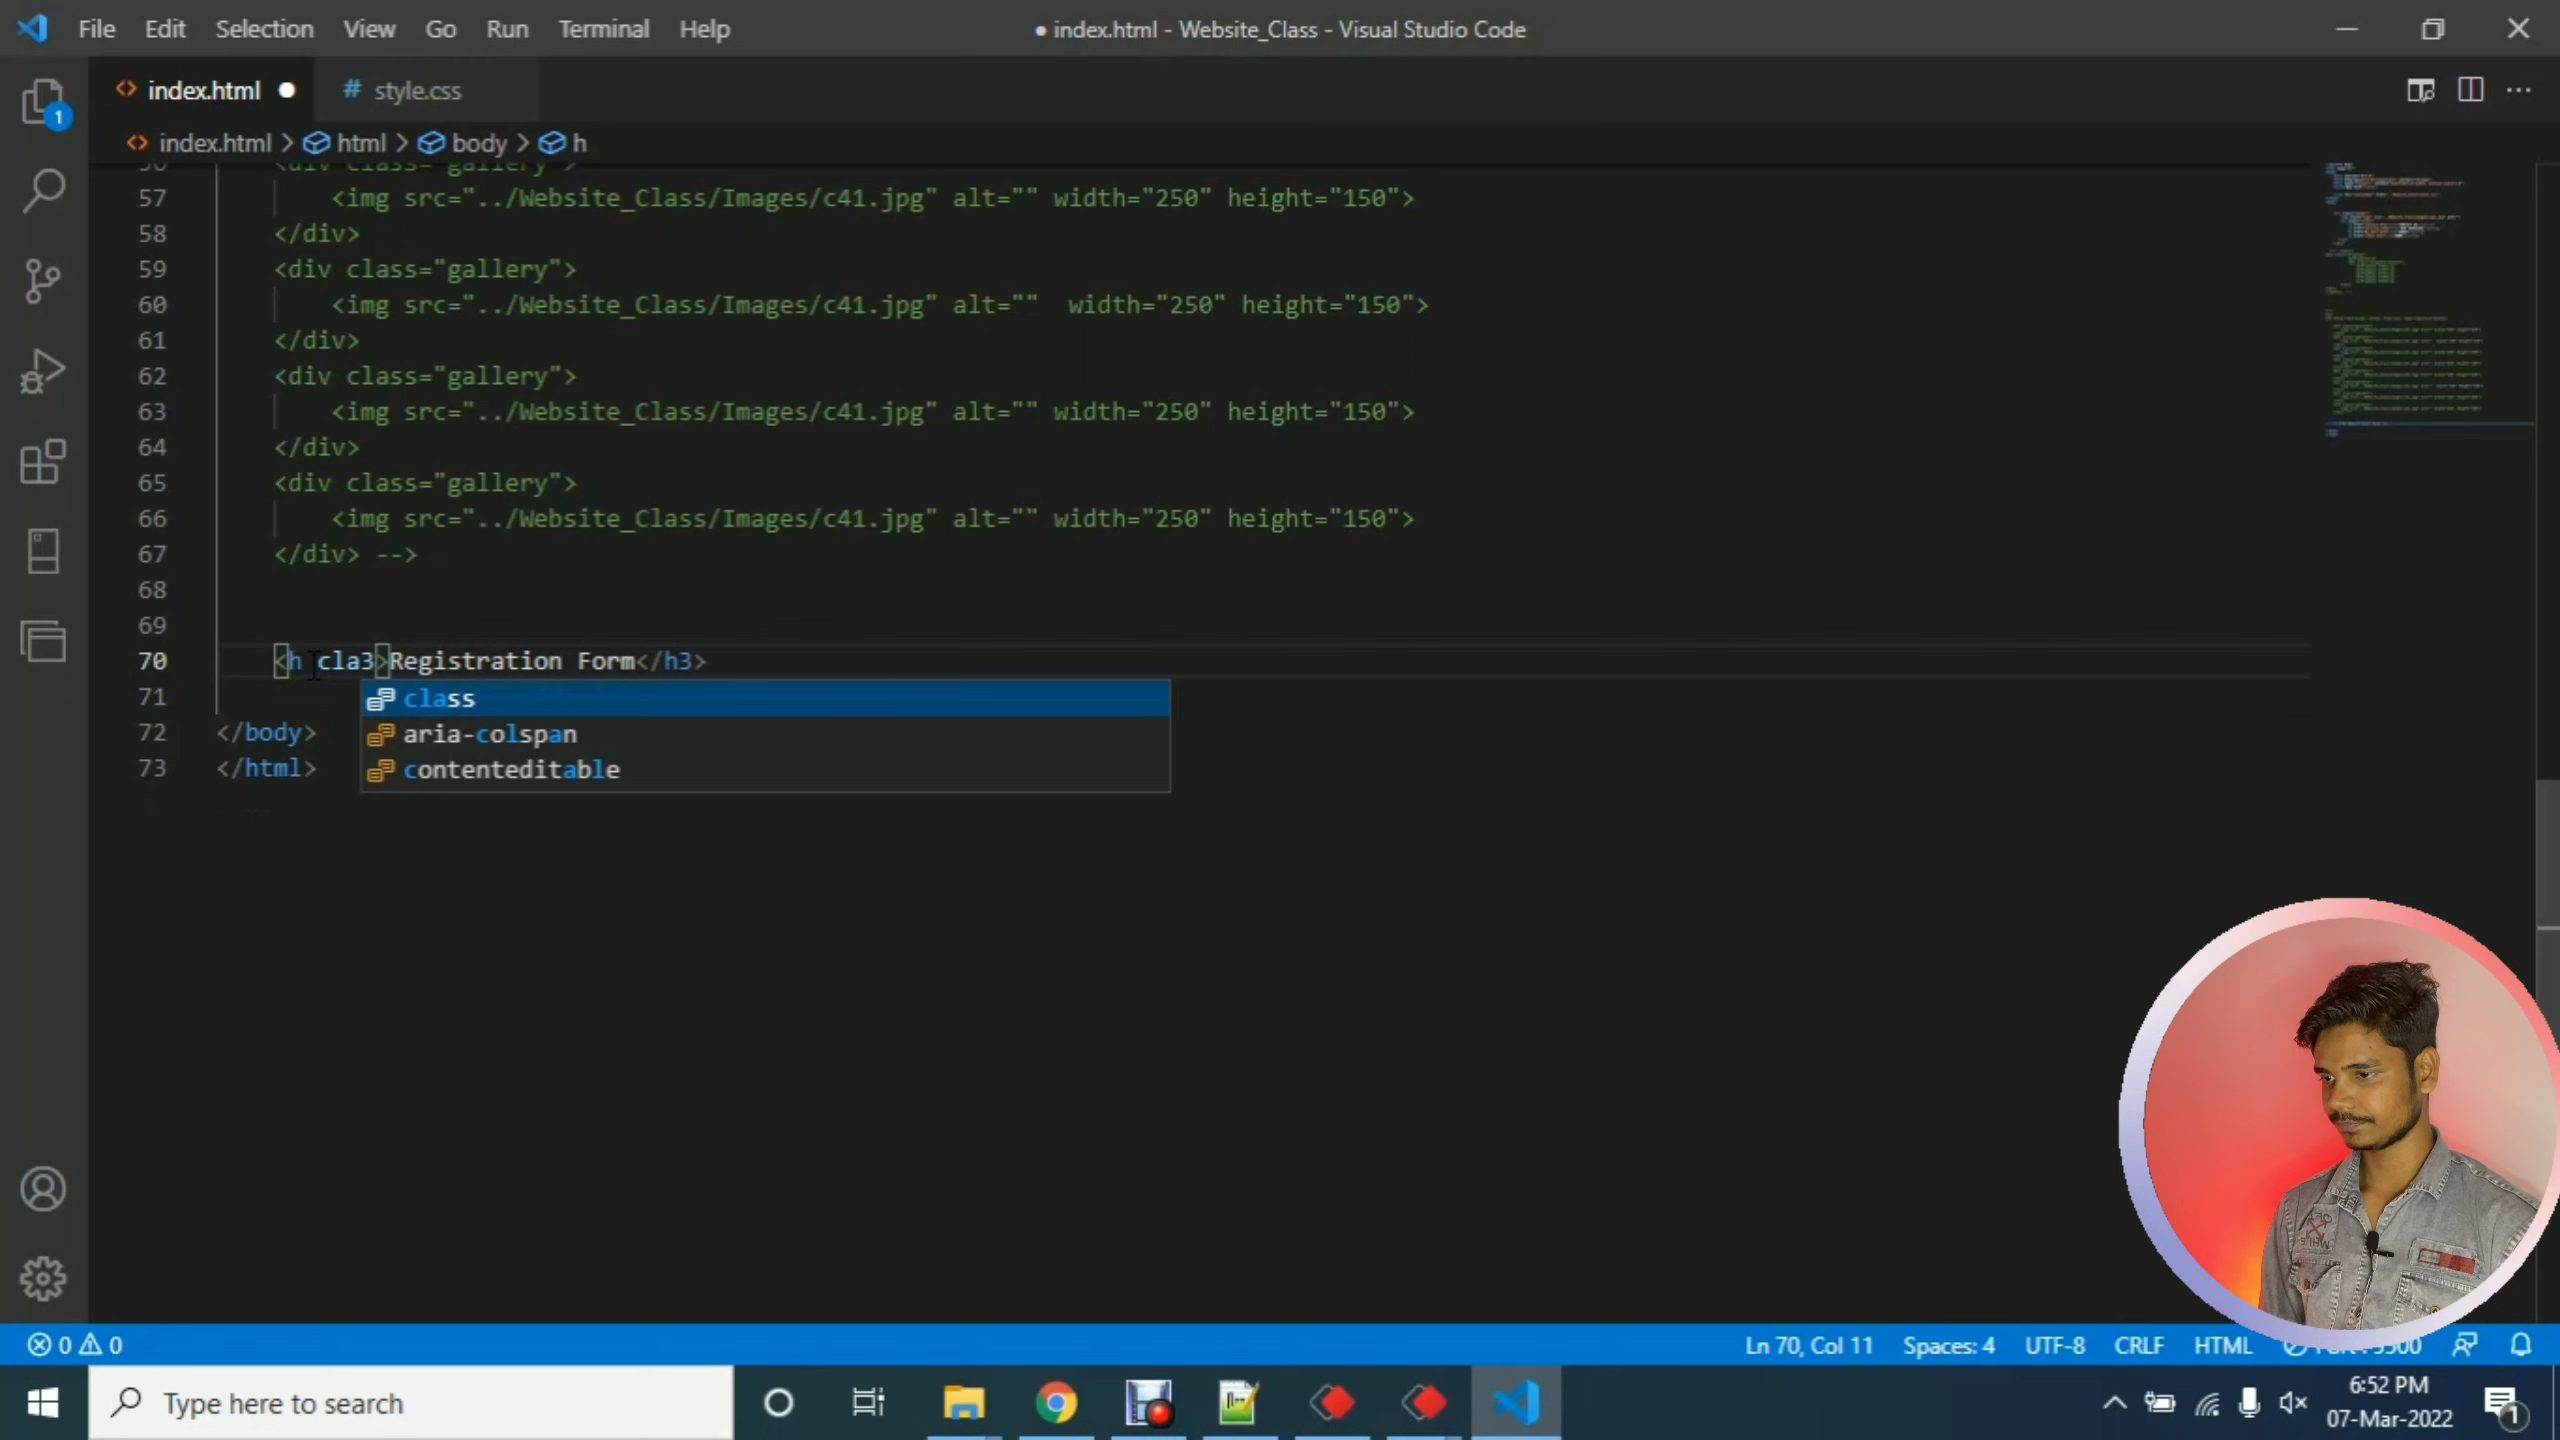 File Edit Selection View Go Run Terminal Help
● index.html - Website_Class - Visual Studio Code
index.html
# style.css
index.html > html > body > h
<div class="gallery">
57 <img src="../Website_Class/Images/c41.jpg" alt="" width="250" height="150">
58 </div>
59 <div class="gallery">
60 <img src="../Website_Class/Images/c41.jpg" alt=""  width="250" height="150">
61 </div>
62 <div class="gallery">
63 <img src="../Website_Class/Images/c41.jpg" alt="" width="250" height="150">
64 </div>
65 <div class="gallery">
66 <img src="../Website_Class/Images/c41.jpg" alt="" width="250" height="150">
67 </div> -->
68
69
70 <h cla3>Registration Form</h3>
71
class
aria-colspan
contenteditable
72 </body>
73 </html>
1
0 0
Ln 70, Col 11 Spaces: 4 UTF-8 CRLF HTML
Type here to search
6:52 PM
07-Mar-2022
1